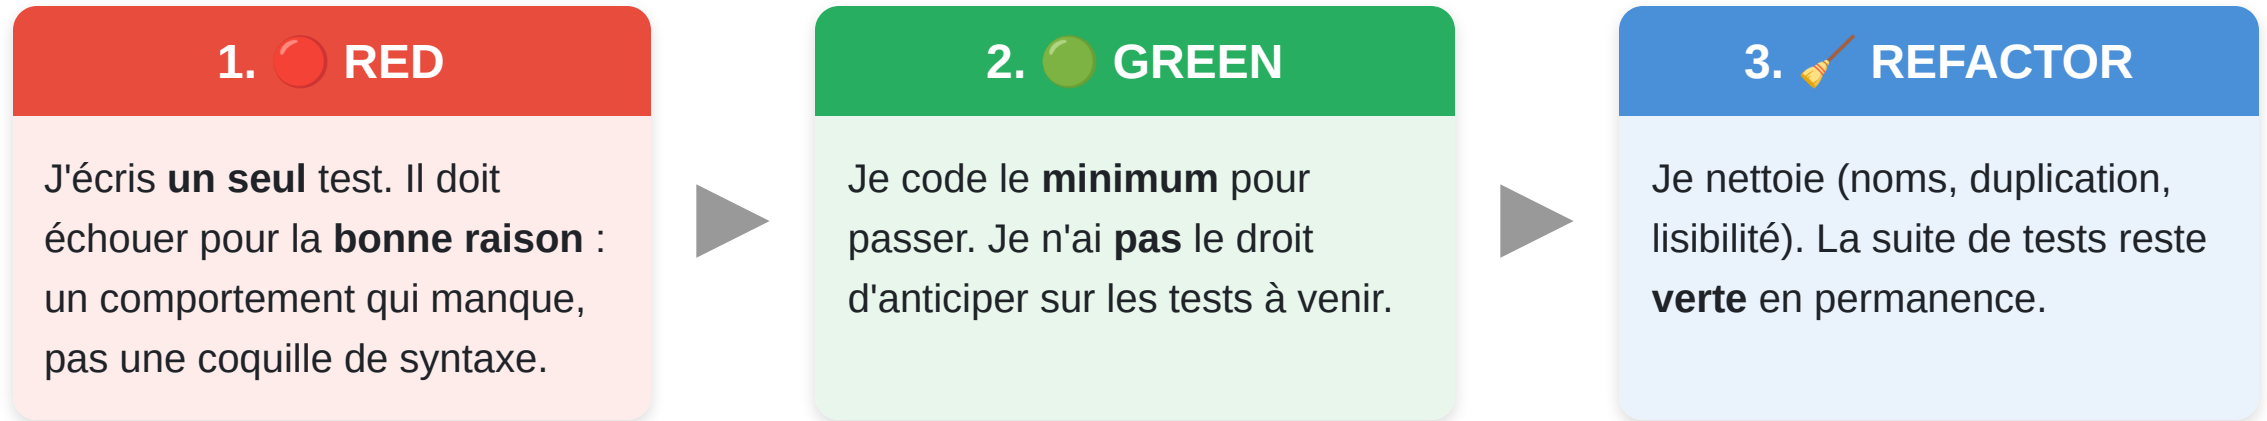 1. 🔴 RED
J'écris un seul test. Il doit
échouer pour la bonne raison :
un comportement qui manque,
pas une coquille de syntaxe.
2. 🟢 GREEN
Je code le minimum pour
passer. Je n'ai pas le droit
d'anticiper sur les tests à venir.
3. 🧹 REFACTOR
Je nettoie (noms, duplication,
lisibilité). La suite de tests reste
verte en permanence.